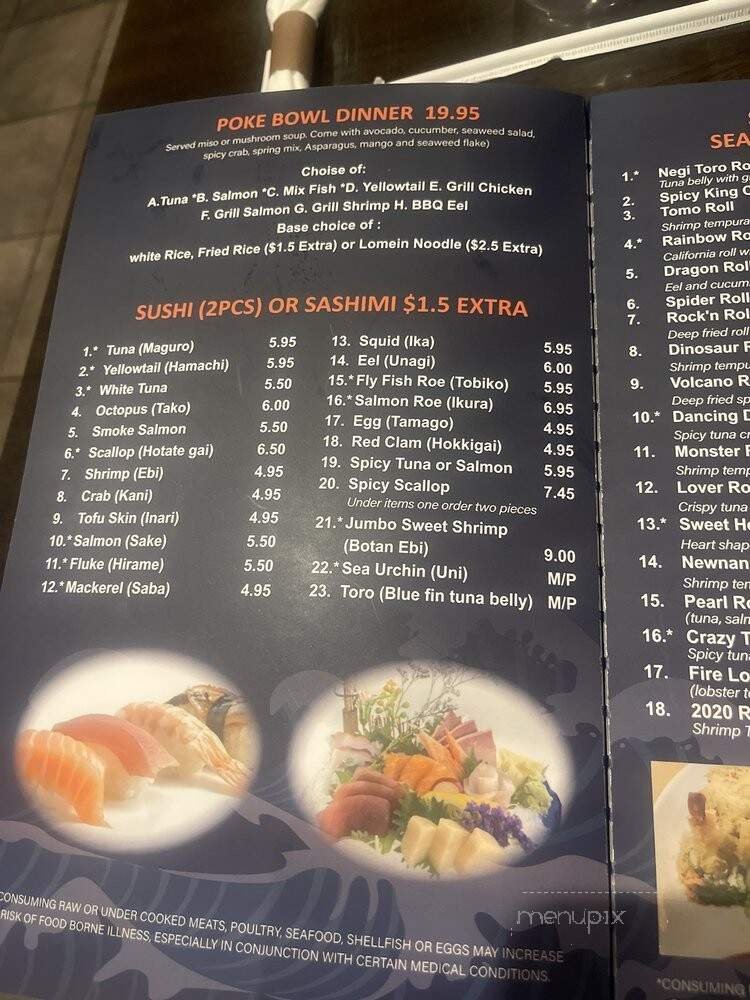 POKE BOWL DINNER 19.95
Served miso or mushroom soup. Come with avocado, cucumber, seaweed salad,
spicy crab, spring mix, Asparagus, mango and seaweed flake)
Choise of:
A.Tuna *B. Salmon *C. Mix Fish *D. Yellowtail E. Grill Chicken
F. Grill Salmon G. Grill Shrimp H. BBQ Eel
Base choice of :
white Rice, Fried Rice ($1.5 Extra) or Lomein Noodle ($2.5 Extra)
SUSHI (2PCS) OR SASHIMI $1.5 EXTRA
1.* Tuna (Maguro) 5.95
2.* Yellowtail (Hamachi) 5.95
3.* White Tuna 5.50
4. Octopus (Tako) 6.00
5. Smoke Salmon 5.50
6.* Scallop (Hotate gai) 6.50
7. Shrimp (Ebi) 4.95
8. Crab (Kani) 4.95
9. Tofu Skin (Inari) 4.95
10.*Salmon (Sake) 5.50
11.*Fluke (Hirame) 5.50
12.*Mackerel (Saba) 4.95
13. Squid (Ika) 5.95
14. Eel (Unagi) 6.00
15.*Fly Fish Roe (Tobiko) 5.95
16.*Salmon Roe (Ikura) 6.95
17. Egg (Tamago) 4.95
18. Red Clam (Hokkigai) 4.95
19. Spicy Tuna or Salmon 5.95
20. Spicy Scallop 7.45
Under items one order two pieces
21.*Jumbo Sweet Shrimp
(Botan Ebi) 9.00
22.*Sea Urchin (Uni) M/P
23. Toro (Blue fin tuna belly) M/P
CONSUMING RAW OR UNDER COOKED MEATS, POULTRY, SEAFOOD, SHELLFISH OR EGGS MAY INCREASE
RISK OF FOOD BORNE ILLNESS, ESPECIALLY IN CONJUNCTION WITH CERTAIN MEDICAL CONDITIONS.
SEA
1.* Negi Toro Ro
Tuna belly with g
2. Spicy King C
3. Tomo Roll
Shrimp tempura
4.* Rainbow Ro
California roll w
5. Dragon Roll
Eel and cucum
6. Spider Roll
7. Rock'n Rol
Deep fried roll
8. Dinosaur R
Shrimp tempu
9. Volcano R
Deep fried sp
10.* Dancing D
Spicy tuna cr
11. Monster R
Shrimp temp
12. Lover Ro
Crispy tuna
13.* Sweet He
Heart shap
14. Newnan
Shrimp ten
15. Pearl Ro
(tuna, saln
16.* Crazy T
Spicy tuna
17. Fire Lo
(lobster te
18. 2020 R
Shrimp T
*CONSUMING
menupix